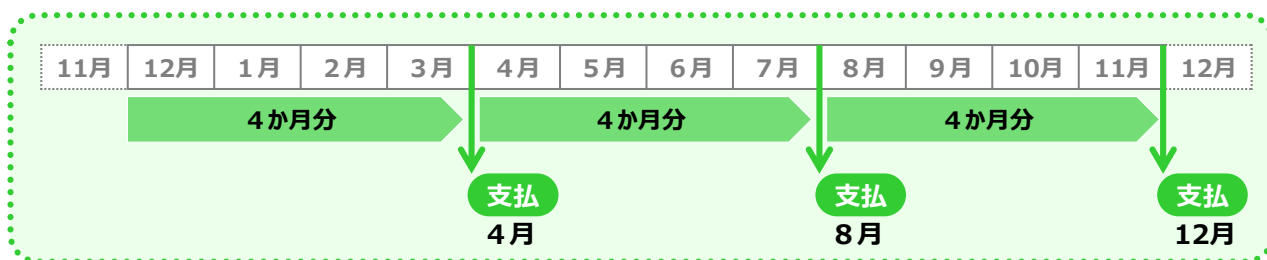 11月 12月 1月 2月 3月 4月 5月 6月 7月 8月 9月 10月 11月 12月
4か月分 4か月分 4か月分
支払 支払 支払
4月 8月 12月